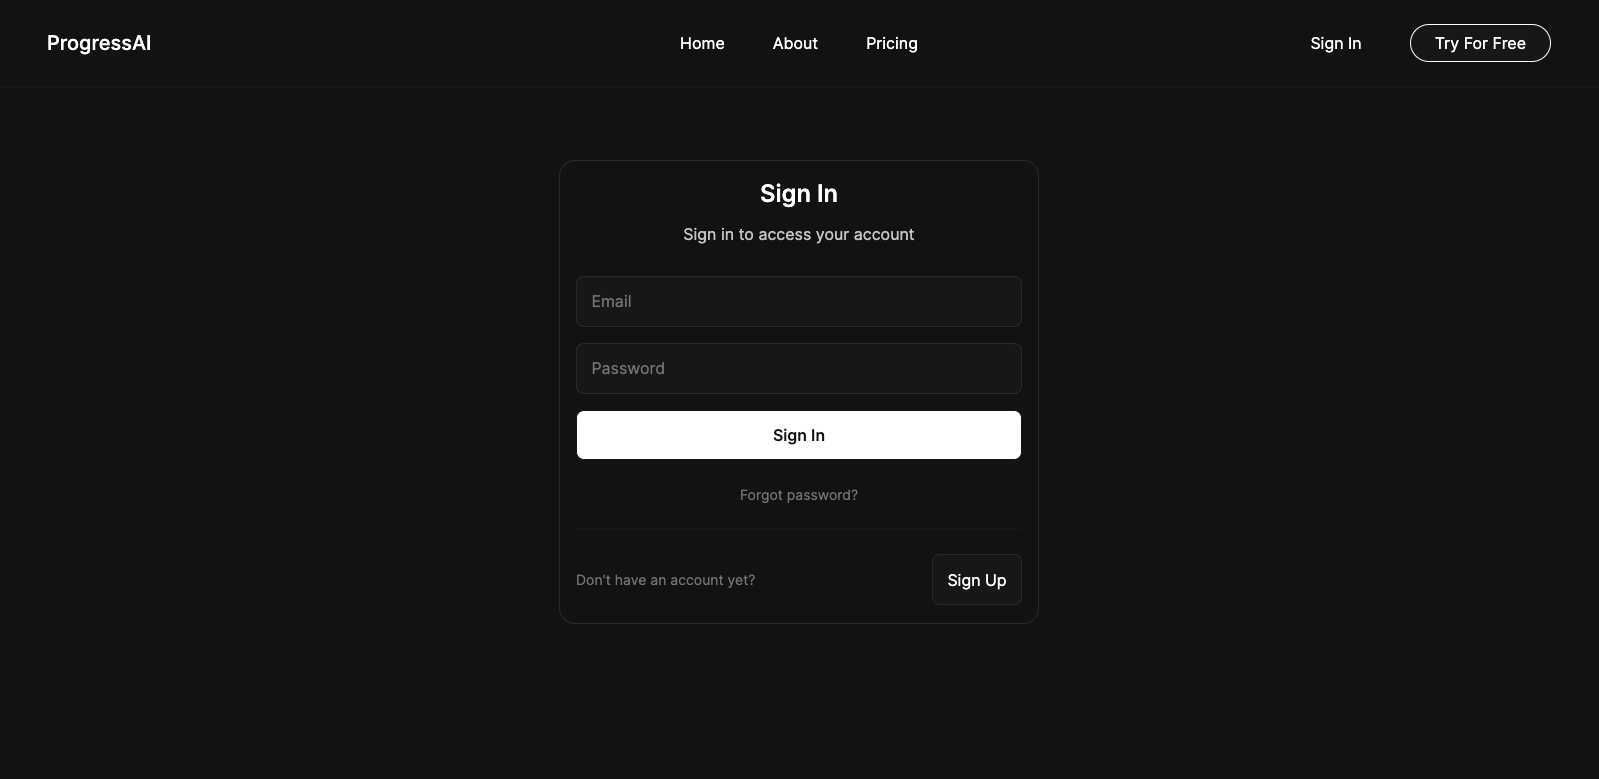 ProgressAI
Home
About
Pricing
Sign In
Try For Free
Sign In
Sign in to access your account
Email
Password
Sign In
Forgot password?
Don't have an account yet?
Sign Up